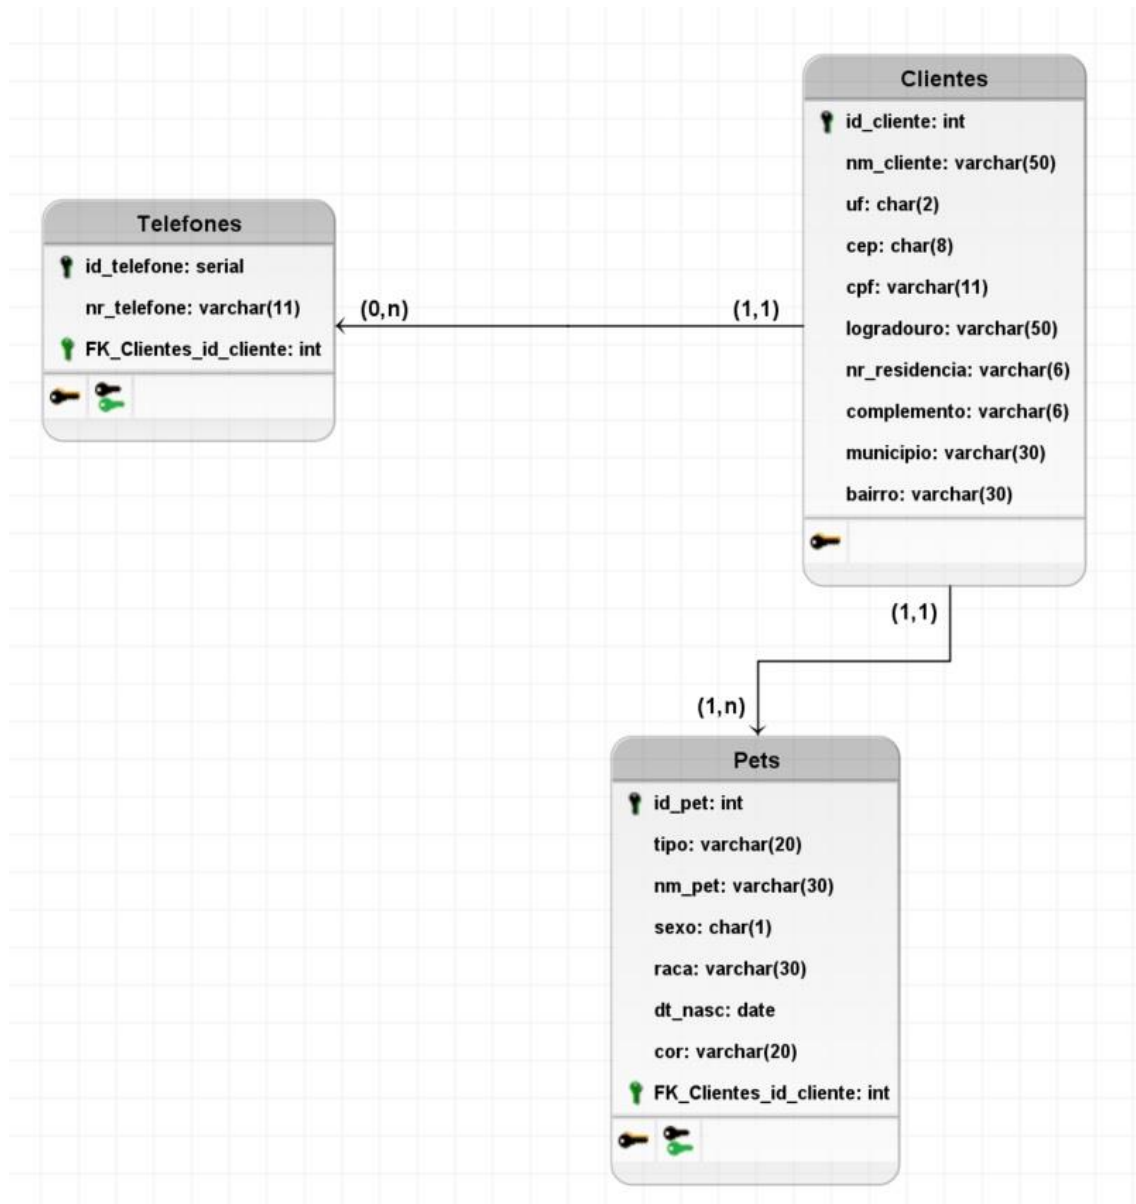 Clientes
id_cliente: int
nm_cliente: varchar(50)
uf: char(2)
cep: char(8)
cpf: varchar(11)
logradouro: varchar(50)
nr_residencia: varchar(6)
complemento: varchar(6)
municipio: varchar(30)
bairro: varchar(30)
Telefones
id_telefone: serial
nr_telefone: varchar(11)
FK_Clientes_id_cliente: int
(0,n)
(1,1)
(1,1)
(1,n)
Pets
id_pet: int
tipo: varchar(20)
nm_pet: varchar(30)
sexo: char(1)
raca: varchar(30)
dt_nasc: date
cor: varchar(20)
FK_Clientes_id_cliente: int